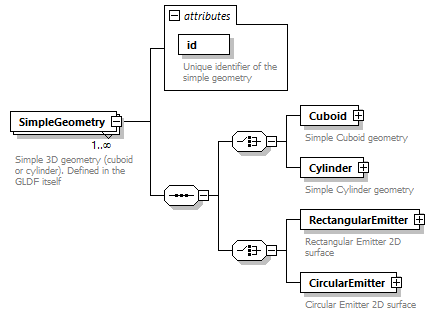 attributes
id
Unique identifier of the
simple geometry
SimpleGeometry
1..∞
Simple 3D geometry (cuboid
or cylinder). Defined in the
GLDF itself
Cuboid
Simple Cuboid geometry
Cylinder
Simple Cylinder geometry
RectangularEmitter
Rectangular Emitter 2D
surface
CircularEmitter
Circular Emitter 2D surface